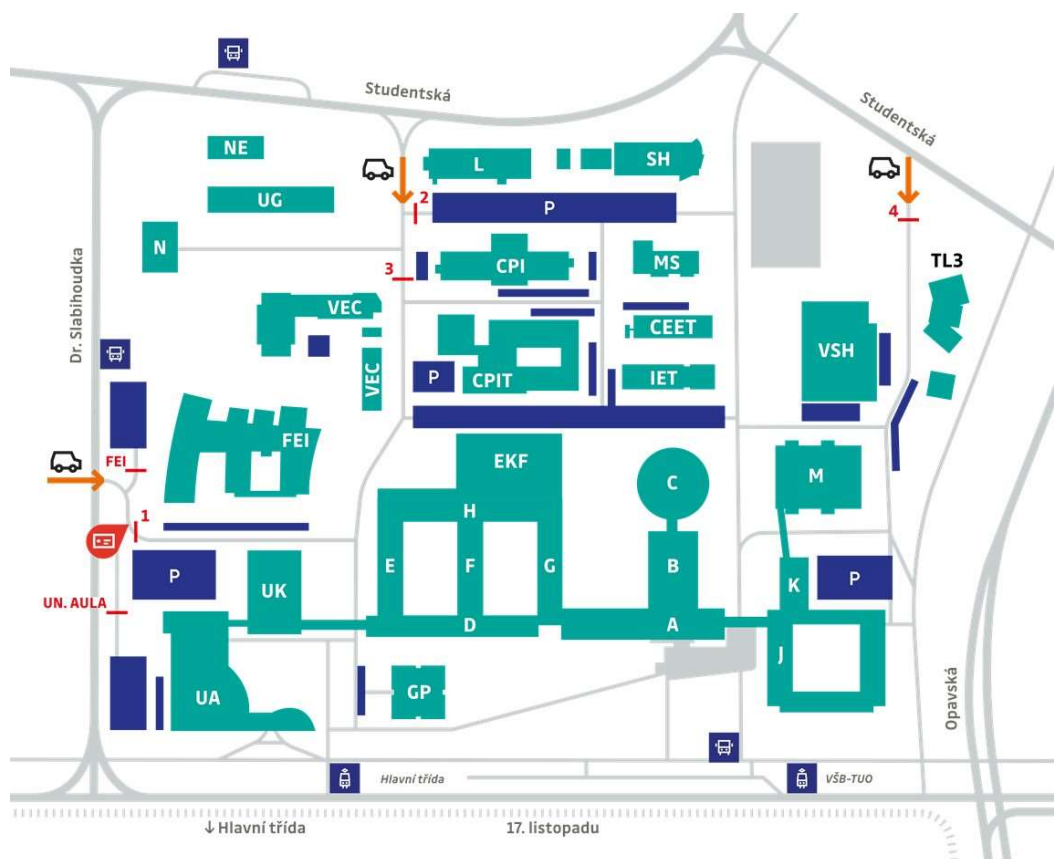 Studentská
Studentská
NE
L
SH
UG
2
P
4
N
3
CPI
MS
TL3
Dr. Slabihoudka
VEC
CEET
VSH
VEC
P
CPIT
IET
FEI
EKF
FEI
C
M
H
1
E
F
G
B
P
UK
K
P
UN. AULA
D
A
J
UA
GP
Opavská
Hlavní třída
VŠB-TUO
↓ Hlavní třída
17. listopadu